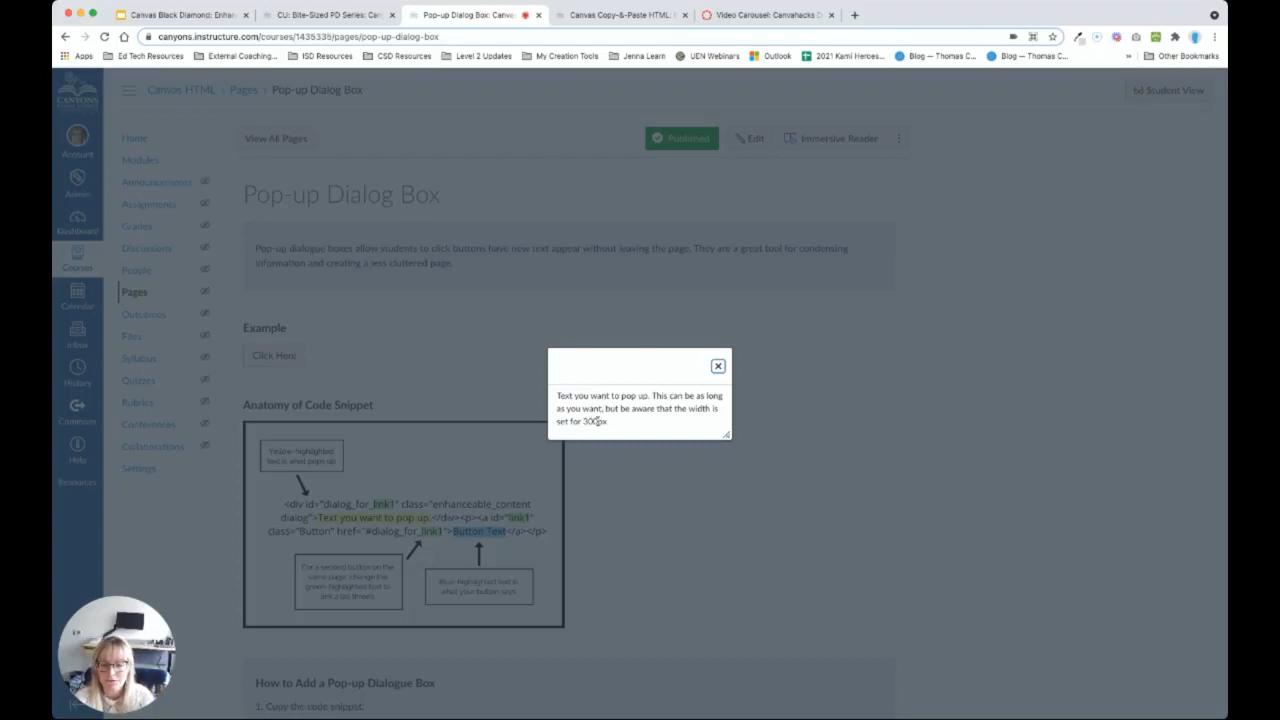 Canvas Black Diamond: Enhan
CU: Bite-Sized PD Series: Can
Pop-up Dialog Box: Canva
Canvas Copy-&-Paste HTML: 
Video Carousel: Canvahacks D
canyons.instructure.com/courses/1435335/pages/pop-up-dialog-box
Apps
Ed Tech Resources
External Coaching...
ISD Resources
CSD Resources
Level 2 Updates
My Creation Tools
Jenna Learn
UEN Webinars
Outlook
2021 Kami Heroes...
Blog — Thomas C...
Blog — Thomas C...
»
Other Bookmarks
CANYONS
Canvas HTML › Pages › Pop-up Dialog Box
Student View
Account
Admin
Dashboard
Courses
Calendar
Inbox
History
Commons
Help
Resources
Home
Modules
Announcements
Assignments
Grades
Discussions
People
Pages
Outcomes
Files
Syllabus
Quizzes
Rubrics
Conferences
Collaborations
Settings
View All Pages
Published
Edit
Immersive Reader
Pop-up Dialog Box
Pop-up dialogue boxes allow students to click buttons have new text appear without leaving the page. They are a great tool for condensing
information and creating a less cluttered page.
Example
Click Here
Text you want to pop up. This can be as long
as you want, but be aware that the width is
set for 300px
Anatomy of Code Snippet
Yellow-highlighted
text is what pops up
<div id="dialog_for_link1" class="enhanceable_content
dialog">Text you want to pop up.</div><p><a id="link1"
class="Button" href="#dialog_for_link1">Button Text</a></p>
For a second button on the
same page, change the
green-highlighted text to
link 2 (as three)s
Blue-highlighted text is
what your button says
How to Add a Pop-up Dialogue Box
1. Copy the code snippet: